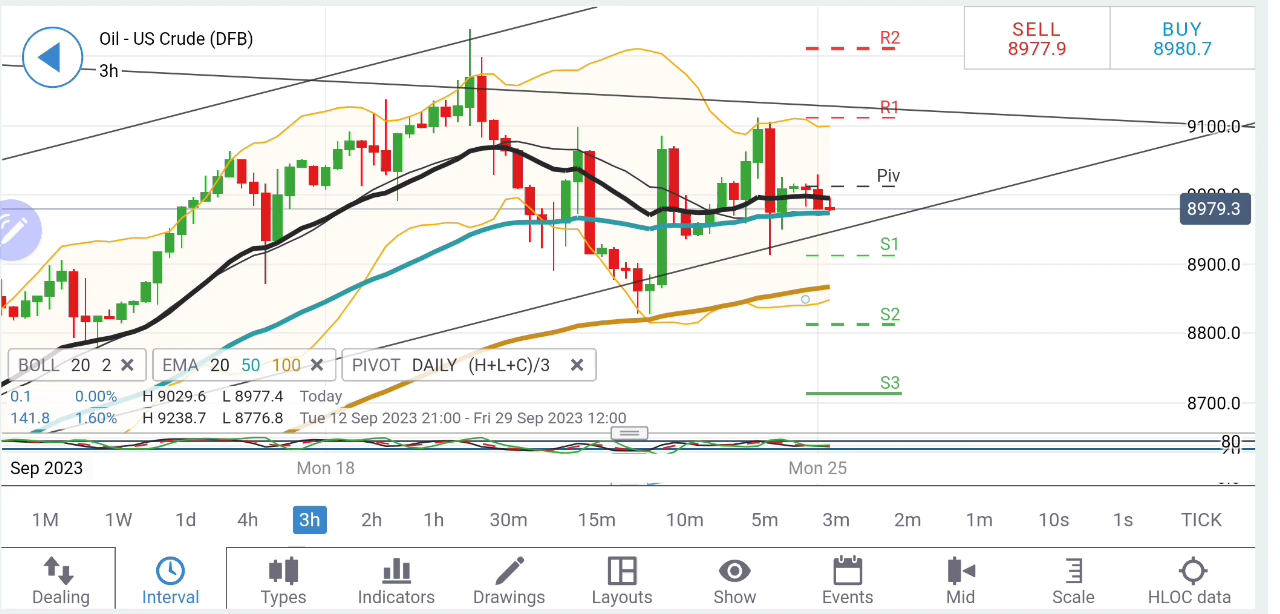 Oil - US Crude (DFB)
3h
SELL
8977.9
BUY
8980.7
R2
R1
9100.0
Piv
9000.0
8979.3
S1
8900.0
S2
8800.0
S3
8700.0
BOLL 20 2 EMA 20 50 100 PIVOT DAILY (H+L+C)/3
0.1 0.00% H 9029.6 L 8977.4 Today
141.8 1.60% H 9238.7 L 8776.8 Tue 12 Sep 2023 21:00 - Fri 29 Sep 2023 12:00
80
Sep 2023 Mon 18 Mon 25
1M 1W 1d 4h 3h 2h 1h 30m 15m 10m 5m 3m 2m 1m 10s 1s TICK
Dealing Interval Types Indicators Drawings Layouts Show Events Mid Scale HLOC data